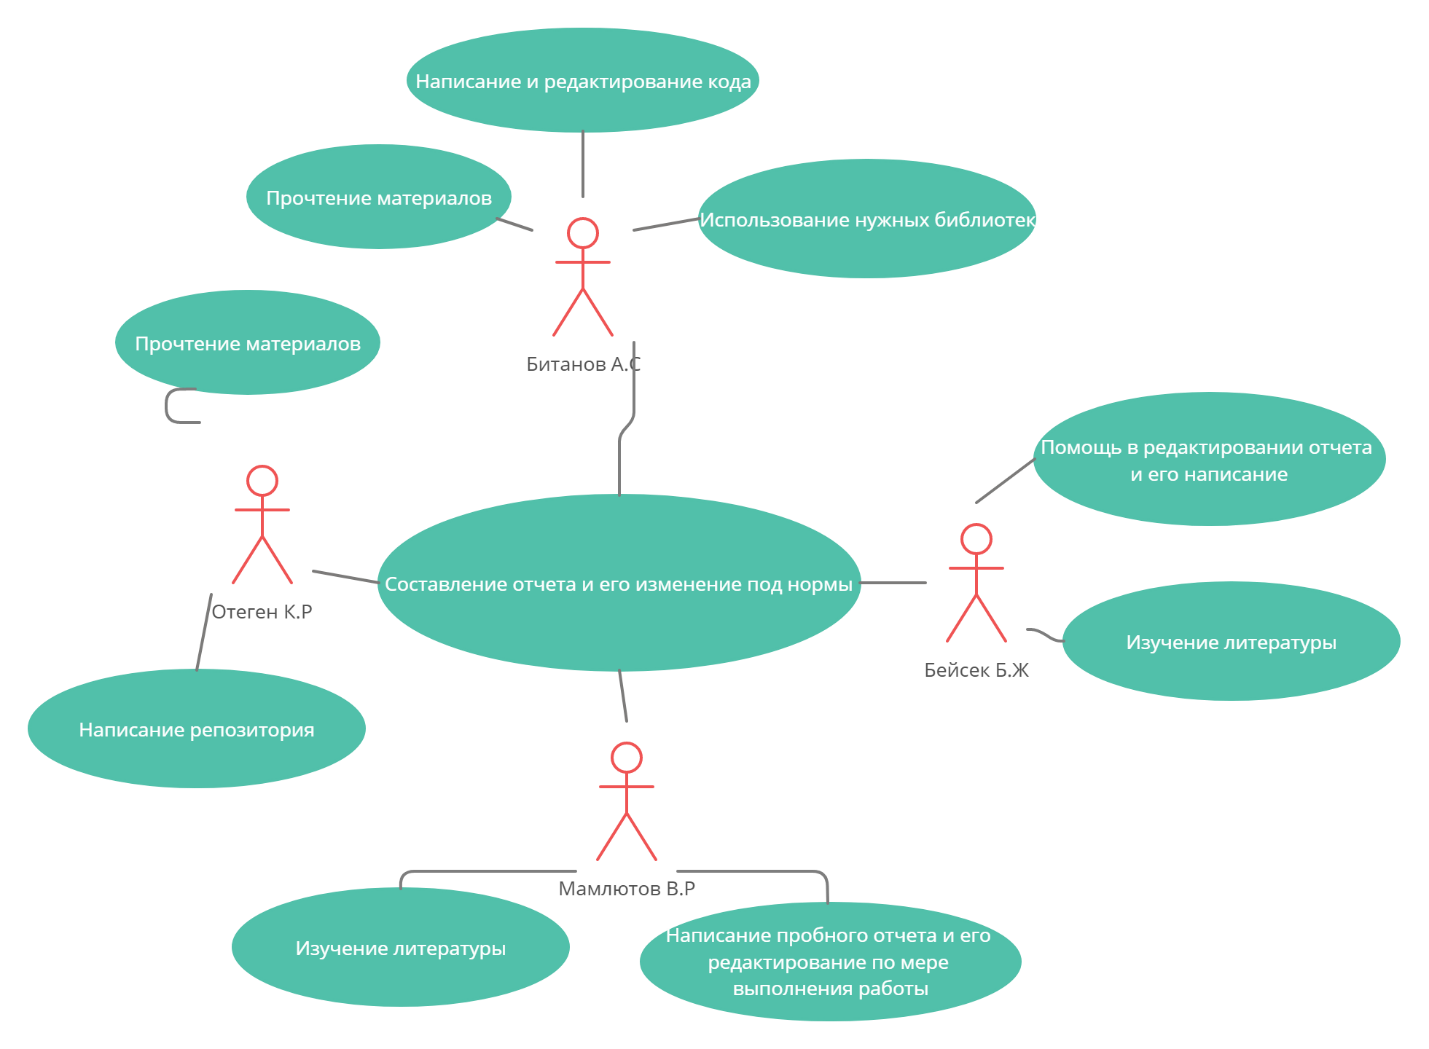 Написание и редактирование кода
Прочтение материалов
Использование нужных библиотек
Битанов А.С
Прочтение материалов
Помощь в редактировании отчета
и его написание
Составление отчета и его изменение под нормы
Отеген К.Р
Изучение литературы
Бейсек Б.Ж
Написание репозитория
Мамлютов В.Р
Изучение литературы
Написание пробного отчета и его
редактирование по мере
выполнения работы